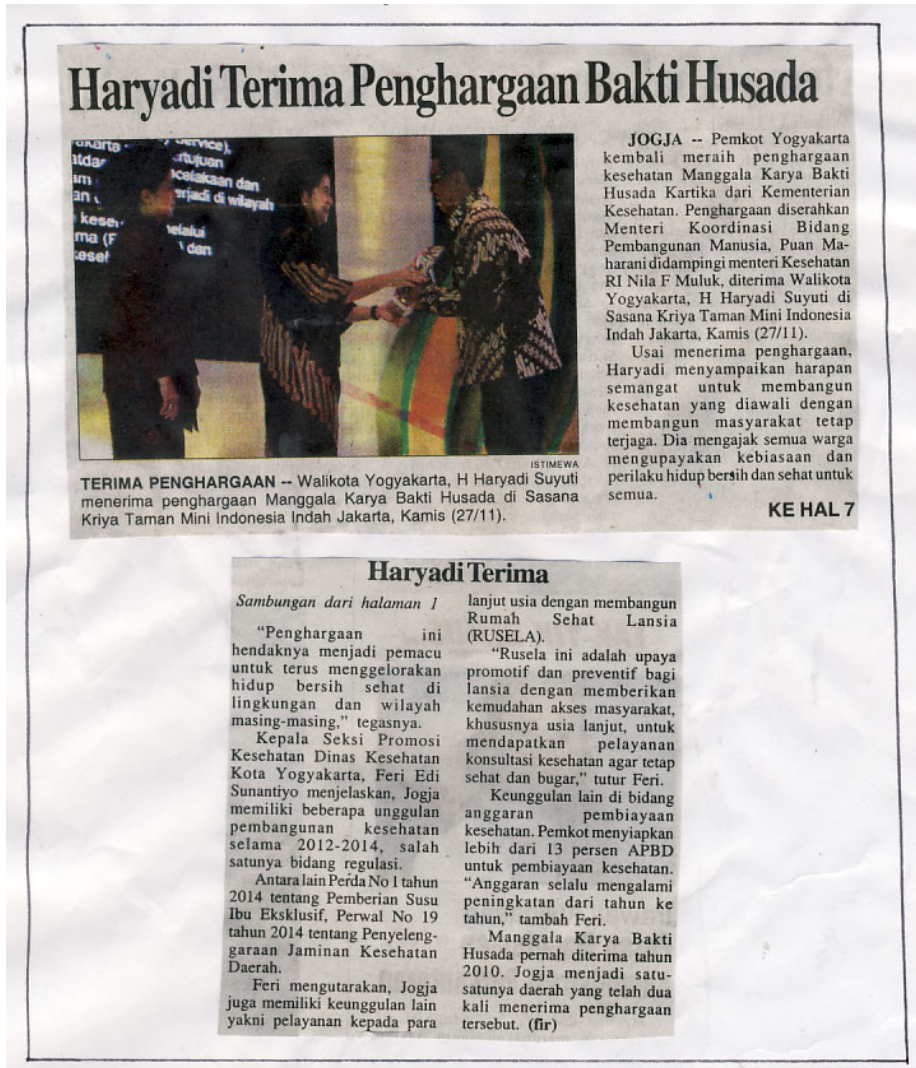 Haryadi Terima Penghargaan Bakti Husada
akarta - Service),
rtujuan
celakaan dan
erjadi di wilayah
kese
melalui
dan
ISTIMEWA
TERIMA PENGHARGAAN -- Walikota Yogyakarta, H Haryadi Suyuti
menerima penghargaan Manggala Karya Bakti Husada di Sasana
Kriya Taman Mini Indonesia Indah Jakarta, Kamis (27/11).
JOGJA -- Pemkot Yogyakarta
kembali meraih penghargaan
kesehatan Manggala Karya Bakti
Husada Kartika dari Kementerian
Kesehatan. Penghargaan diserahkan
Menteri Koordinasi Bidang
Pembangunan Manusia, Puan Ma-
harani didampingi menteri Kesehatan
RI Nila F Muluk, diterima Walikota
Yogyakarta, H Haryadi Suyuti di
Sasana Kriya Taman Mini Indonesia
Indah Jakarta, Kamis (27/11).
Usai menerima penghargaan,
Haryadi menyampaikan harapan
semangat untuk membangun
kesehatan yang diawali dengan
membangun masyarakat tetap
terjaga. Dia mengajak semua warga
mengupayakan kebiasaan dan
perilaku hidup bersih dan sehat untuk
semua.
KE HAL 7
Haryadi Terima
Sambungan dari halaman 1
"Penghargaan ini
hendaknya menjadi pemacu
untuk terus menggelorakan
hidup bersih sehat di
lingkungan dan wilayah
masing-masing," tegasnya.
Kepala Seksi Promosi
Kesehatan Dinas Kesehatan
Kota Yogyakarta, Feri Edi
Sunantiyo menjelaskan, Jogja
memiliki beberapa unggulan
pembangunan kesehatan
selama 2012-2014, salah
satunya bidang regulasi.
Antara lain Perda No 1 tahun
2014 tentang Pemberian Susu
Ibu Eksklusif, Perwal No 19
tahun 2014 tentang Penyeleng-
garaan Jaminan Kesehatan
Daerah.
Feri mengutarakan, Jogja
juga memiliki keunggulan lain
yakni pelayanan kepada para
lanjut usia dengan membangun
Rumah Sehat Lansia
(RUSELA).
"Rusela ini adalah upaya
promotif dan preventif bagi
lansia dengan memberikan
kemudahan akses masyarakat,
khususnya usia lanjut, untuk
mendapatkan pelayanan
konsultasi kesehatan agar tetap
sehat dan bugar," tutur Feri.
Keunggulan lain di bidang
anggaran pembiayaan
kesehatan. Pemkot menyiapkan
lebih dari 13 persen APBD
untuk pembiayaan kesehatan.
"Anggaran selalu mengalami
peningkatan dari tahun ke
tahun," tambah Feri.
Manggala Karya Bakti
Husada pernah diterima tahun
2010. Jogja menjadi satu-
satunya daerah yang telah dua
kali menerima penghargaan
tersebut. (fir)